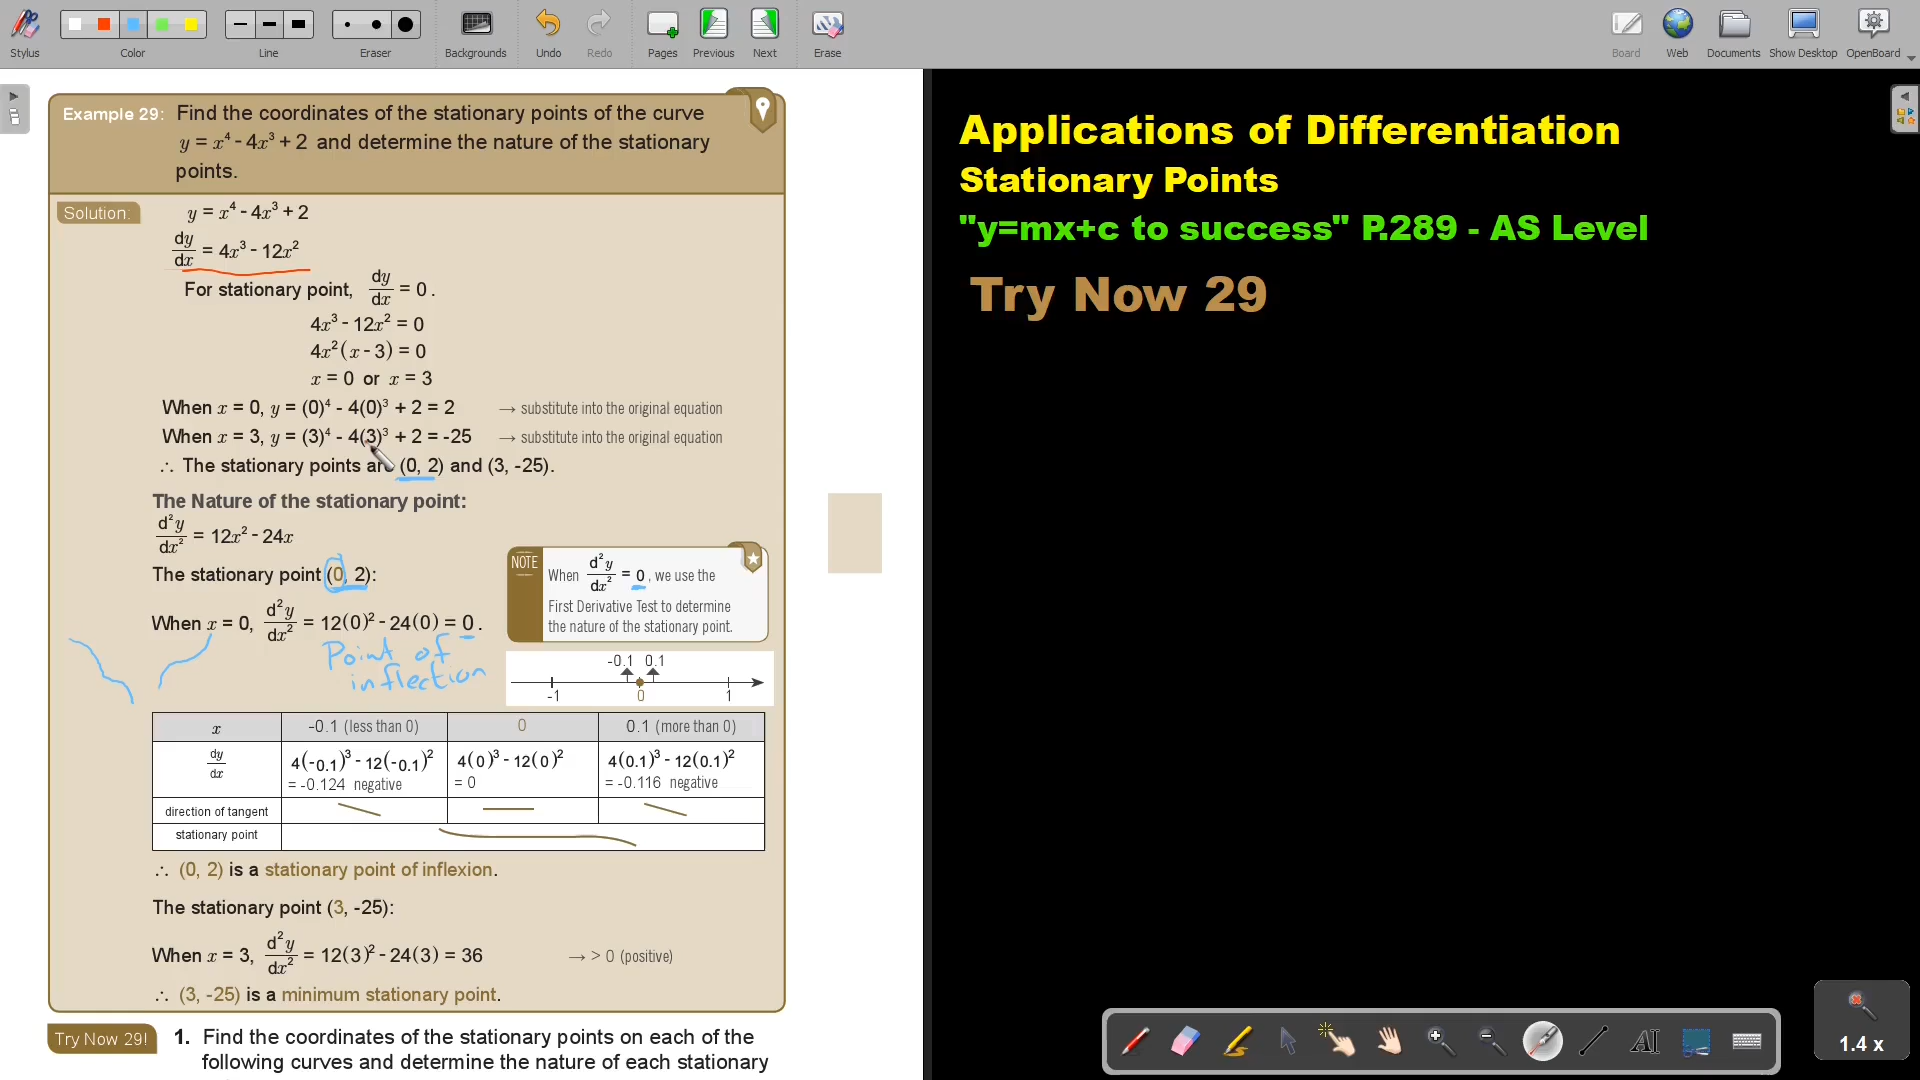 Stylus
Color
Line
Eraser
Backgrounds
Undo
Redo
Pages
Previous
Next
Erase
Board
Web
Documents
Show Desktop
OpenBoard
Example 29: Find the coordinates of the stationary points of the curve
y = x⁴ - 4x³ + 2 and determine the nature of the stationary
points.
Solution:
y = x⁴ - 4x³ + 2
dy/dx = 4x³ - 12x²
For stationary point, dy/dx = 0.
4x³ - 12x² = 0
4x²(x - 3) = 0
x = 0 or x = 3
When x = 0, y = (0)⁴ - 4(0)³ + 2 = 2 → substitute into the original equation
When x = 3, y = (3)⁴ - 4(3)³ + 2 = -25 → substitute into the original equation
∴ The stationary points are (0, 2) and (3, -25).
The Nature of the stationary point:
d²y/dx² = 12x² - 24x
The stationary point (0, 2):
When x = 0, d²y/dx² = 12(0)² - 24(0) = 0.
Point of
inflection
NOTE
When d²y/dx² = 0, we use the
First Derivative Test to determine
the nature of the stationary point.
-0.1 0.1
-1 0 1
x -0.1 (less than 0) 0 0.1 (more than 0)
dy/dx 4(-0.1)³ - 12(-0.1)² 4(0)³ - 12(0)² 4(0.1)³ - 12(0.1)²
= -0.124 negative = 0 = -0.116 negative
direction of tangent
stationary point
∴ (0, 2) is a stationary point of inflexion.
The stationary point (3, -25):
When x = 3, d²y/dx² = 12(3)² - 24(3) = 36 → > 0 (positive)
∴ (3, -25) is a minimum stationary point.
Try Now 29! 1. Find the coordinates of the stationary points on each of the
following curves and determine the nature of each stationary
Applications of Differentiation
Stationary Points
"y=mx+c to success" P.289 - AS Level
Try Now 29
AI
1.4 x